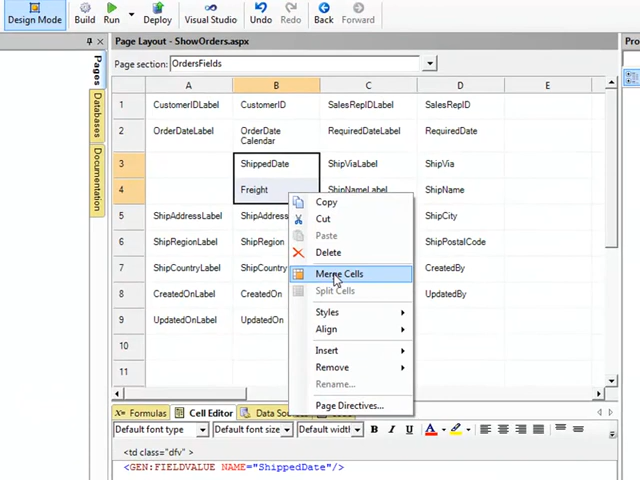 Design Mode Build Run Deploy Visual Studio Undo Redo Back Forward
Page Layout - ShowOrders.aspx
Pro
Page section: OrdersFields
Pages
Databases
Documentation
A B C D E
1 CustomerIDLabel CustomerID SalesRepIDLabel SalesRepID
2 OrderDateLabel OrderDate RequiredDateLabel RequiredDate
Calendar
3 ShippedDate ShipViaLabel ShipVia
4 Freight ShipNameLabel ShipName
Copy
5 ShipAddressLabel ShipAddress ShipCity
Cut
Paste
6 ShipRegionLabel ShipRegion ShipPostalCode
Delete
7 ShipCountryLabel ShipCountry CreatedBy
Merge Cells
8 CreatedOnLabel CreatedOn UpdatedBy
Split Cells
Styles
9 UpdatedOnLabel UpdatedOn
Align
10
Insert
11
Remove
Rename...
Page Directives...
Formulas Cell Editor Data Sou
Default font type Default font size Default width B I U A
<td class="dfv" >
<GEN:FIELDVALUE NAME="ShippedDate"/>